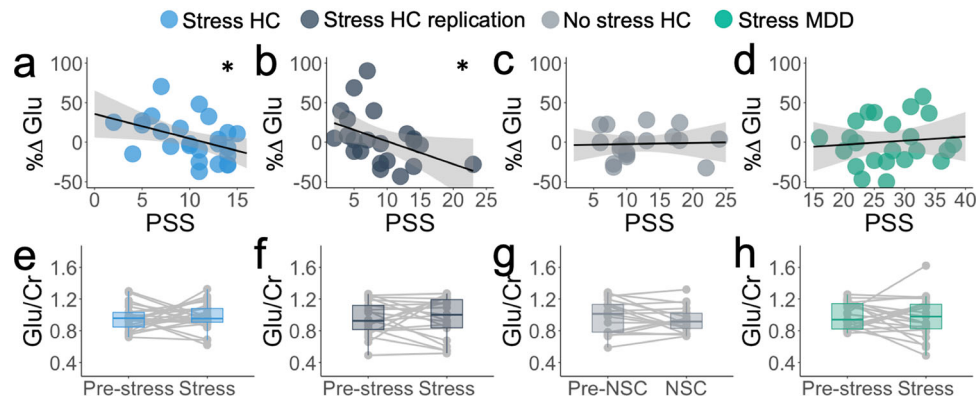 Stress HC Stress HC replication No stress HC Stress MDD
a b c d
* *
100 100 100 100
50 50 50 50
0 0 0 0
-50 -50 -50 -50
%Δ Glu %Δ Glu %Δ Glu %Δ Glu
0 5 10 15 5 10 15 20 25 5 10 15 20 25 15 20 25 30 35 40
PSS PSS PSS PSS
e f g h
1.6 1.6 1.6 1.6
1.2 1.2 1.2 1.2
0.8 0.8 0.8 0.8
0.4 0.4 0.4 0.4
Glu/Cr Glu/Cr Glu/Cr Glu/Cr
Pre-stress Stress Pre-stress Stress Pre-NSC NSC Pre-stress Stress